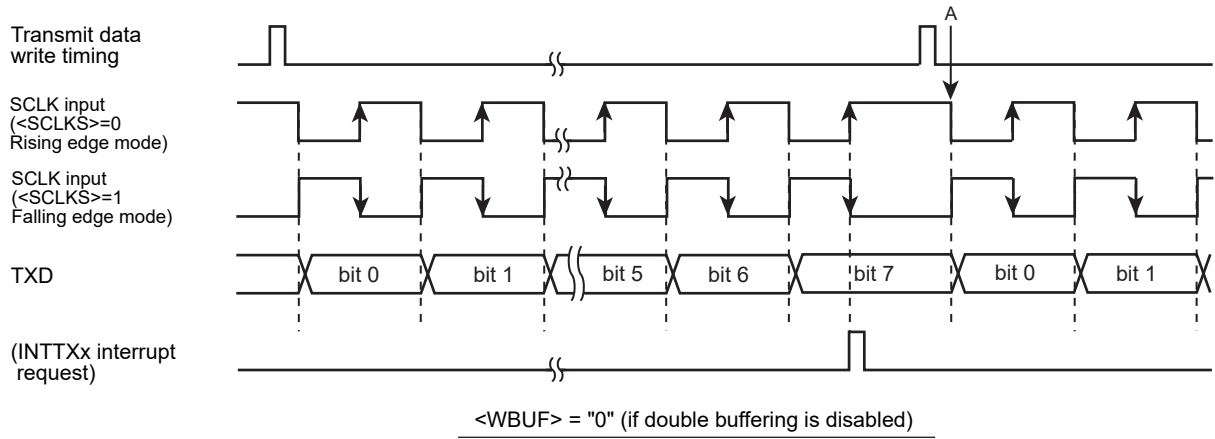 A
Transmit data
write timing
SCLK input
(<SCLKS>=0
Rising edge mode)
SCLK input
(<SCLKS>=1
Falling edge mode)
TXD
bit 0
bit 1
bit 5
bit 6
bit 7
bit 0
bit 1
(INTTXx interrupt
request)
<WBUF> = "0" (if double buffering is disabled)